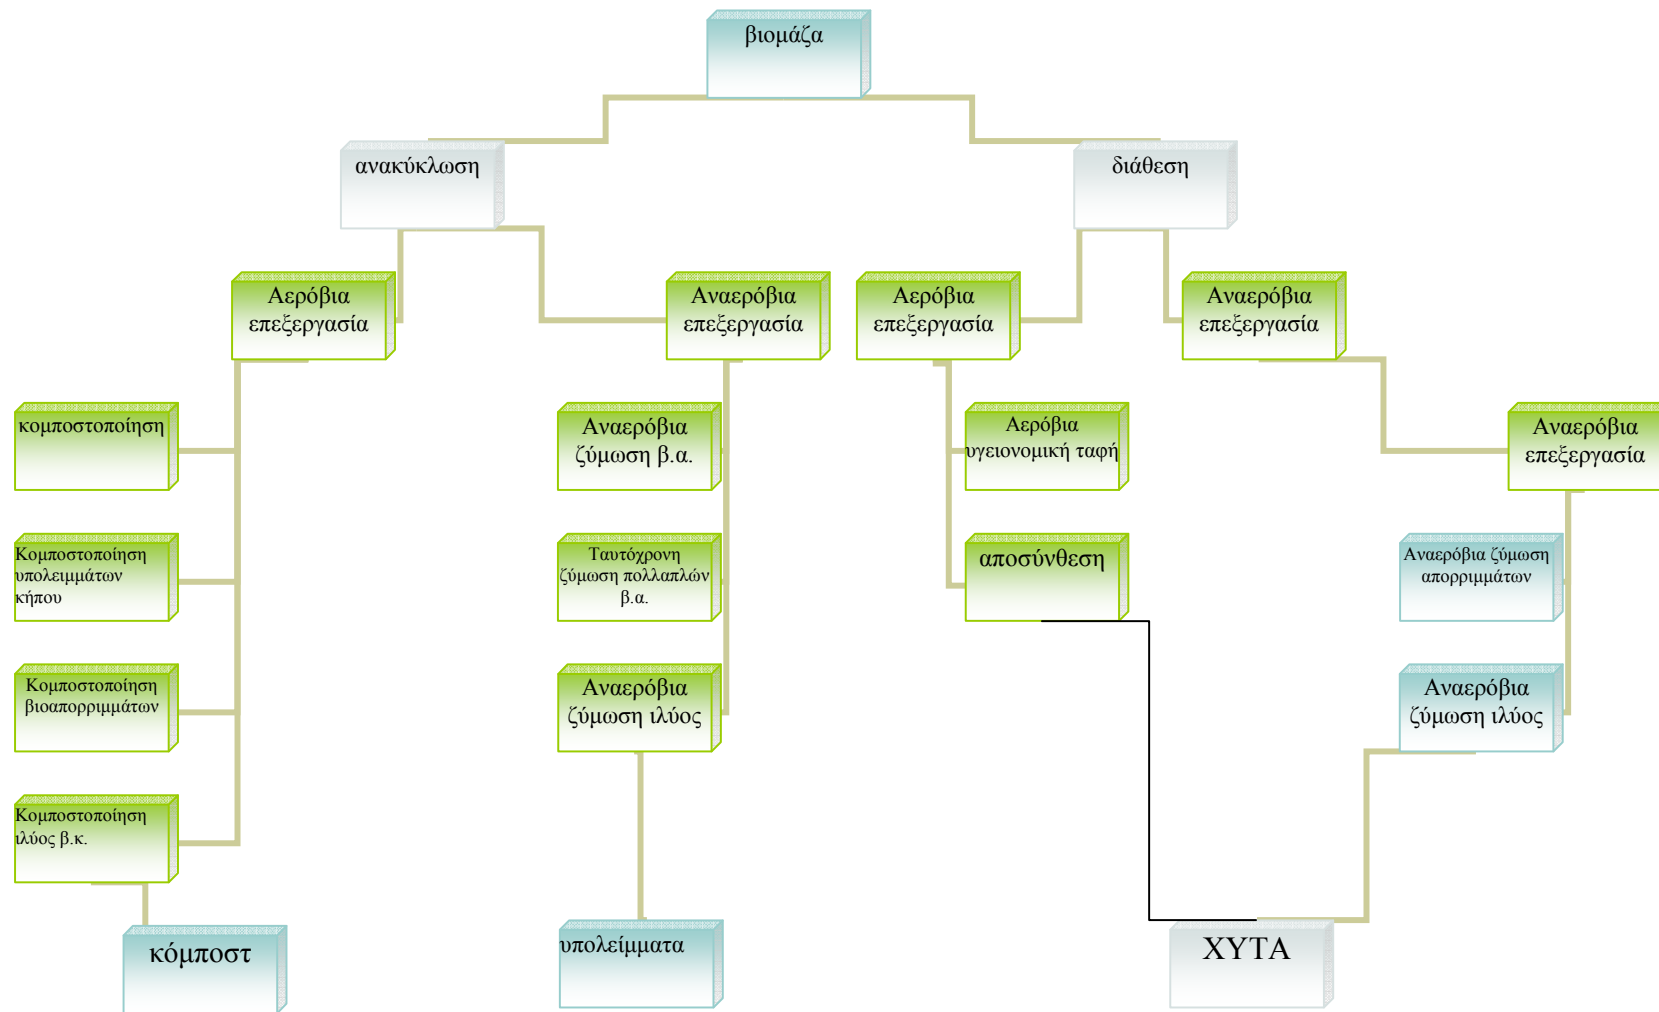 βιομάζα
ανακύκλωση
διάθεση
Αερόβια
επεξεργασία
Αναερόβια
επεξεργασία
Αερόβια
επεξεργασία
Αναερόβια
επεξεργασία
κομποστοποίηση
Αναερόβια
ζύμωση β.α.
Αερόβια
υγειονομική ταφή
Αναερόβια
επεξεργασία
Κομποστοποίηση
υπολειμμάτων
κήπου
Ταυτόχρονη
ζύμωση πολλαπλών
β.α.
αποσύνθεση
Αναερόβια ζύμωση
απορριμμάτων
Κομποστοποίηση
βιοαπορριμμάτων
Αναερόβια
ζύμωση ιλύος
Αναερόβια
ζύμωση ιλύος
Κομποστοποίηση
ιλύος β.κ.
κόμποστ
υπολείμματα
ΧΥΤΑ